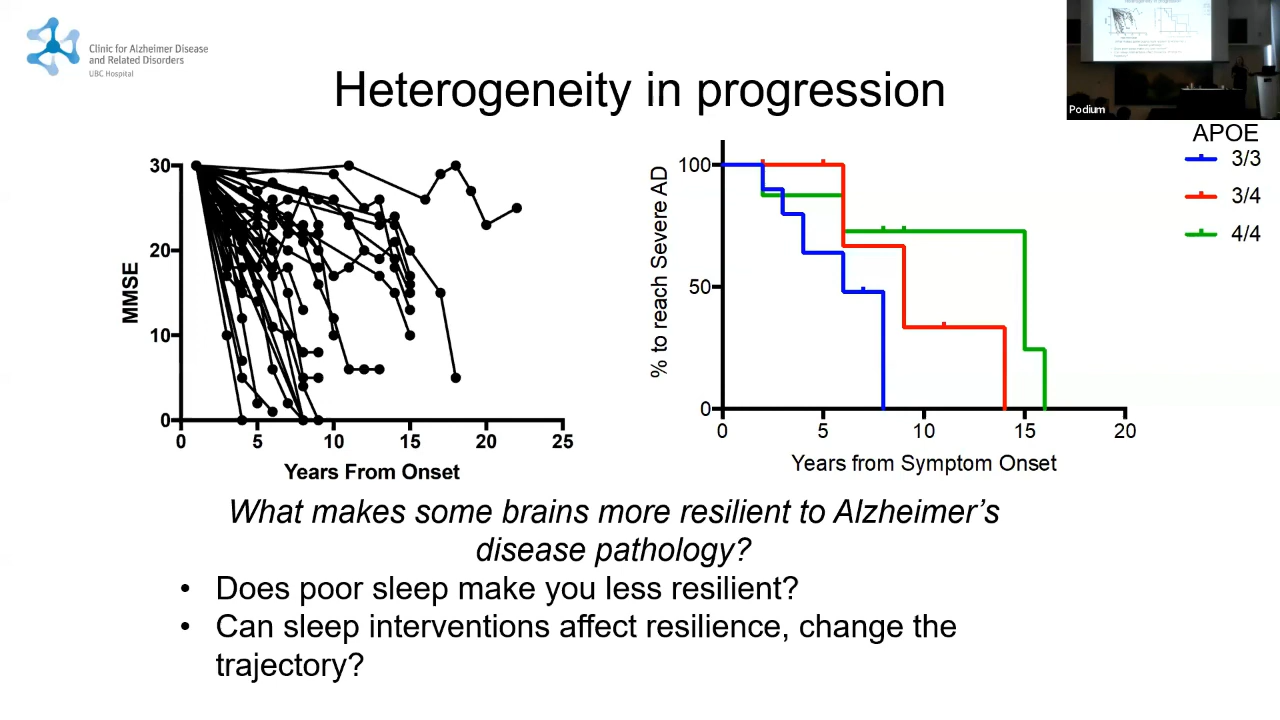 Clinic for Alzheimer Disease
and Related Disorders
UBC Hospital
Heterogeneity in progression
Podium
30
20
10
0
MMSE
0 5 10 15 20 25
Years From Onset
100
50
0
% to reach Severe AD
0 5 10 15 20
Years from Symptom Onset
APOE
3/3
3/4
4/4
What makes some brains more resilient to Alzheimer’s
disease pathology?
• Does poor sleep make you less resilient?
• Can sleep interventions affect resilience, change the
trajectory?